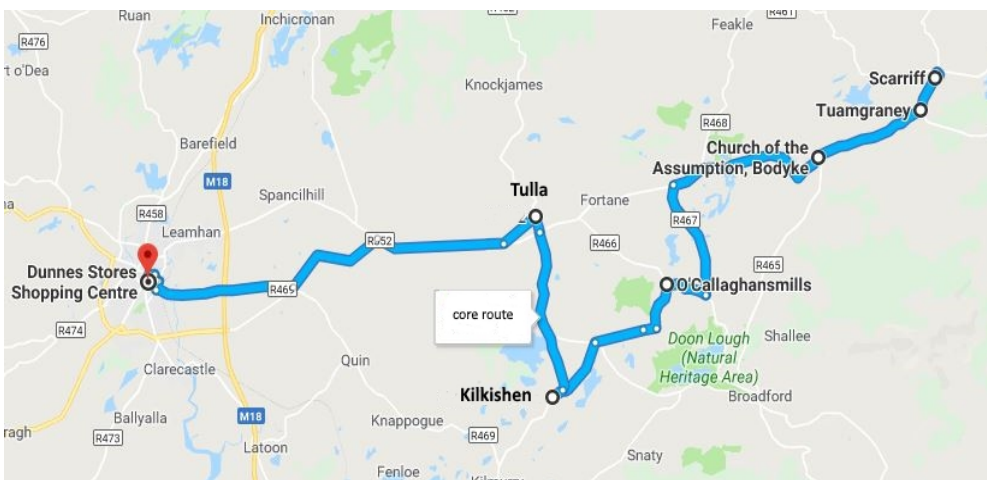 Ruan
Inchicronan
R461
R476
Feakle
t o'Dea
Knockjames
Scarriff
Tuamgraney
R468
Barefield
Church of the
Assumption, Bodyke
M18
Tulla
Spancilhill
Fortane
R458
R467
Leamhan
R352
R466
R465
Dunnes Stores
Shopping Centre
O'Callaghansmills
R469
core route
R474
Doon Lough
(Natural
Heritage Area)
Shallee
Quin
Clarecastle
Kilkishen
Broadford
Ballyalla
M18
Knappogue
ragh
R473
R469
Latoon
Snaty
Fenloe